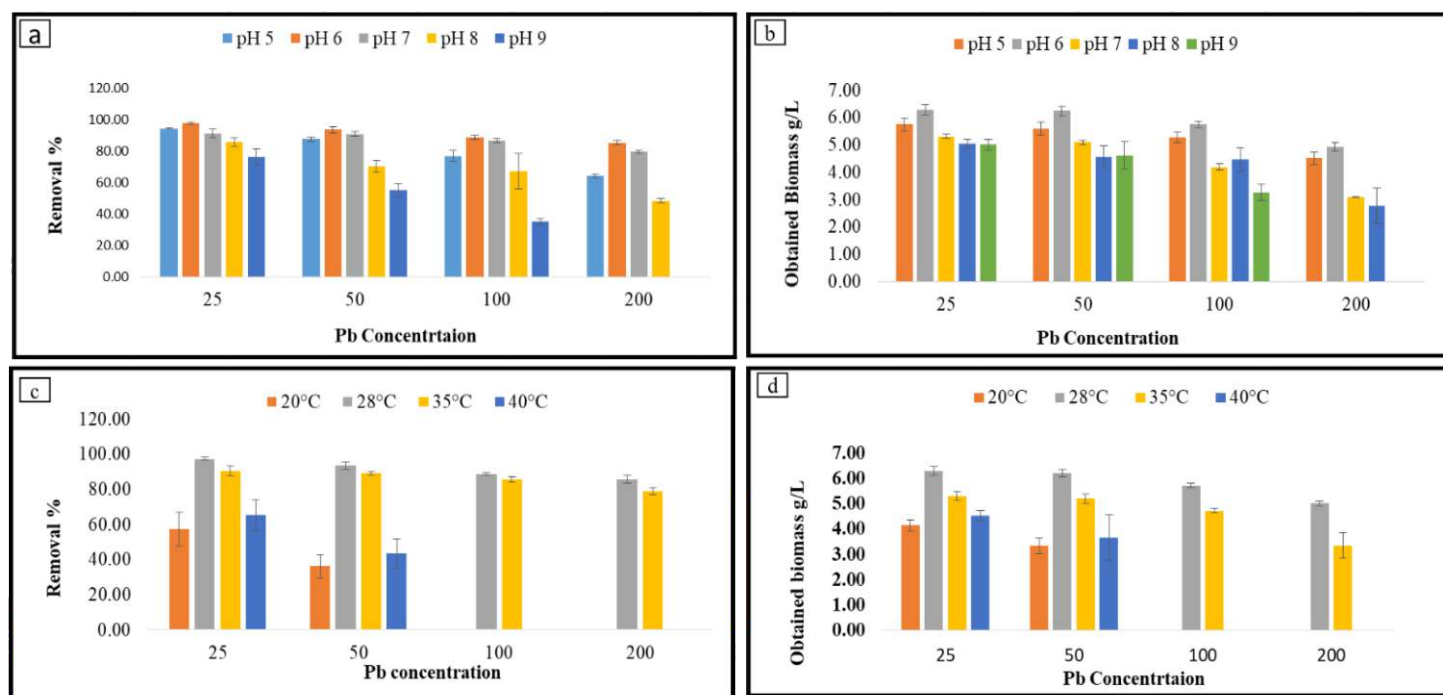 a
pH 5 pH 6 pH 7 pH 8 pH 9
120.00
100.00
80.00
60.00
40.00
20.00
0.00
Removal %
25 50 100 200
Pb Concentrtaion
b
pH 5 pH 6 pH 7 pH 8 pH 9
7.00
6.00
5.00
4.00
3.00
2.00
1.00
0.00
Obtained Biomass g/L
25 50 100 200
Pb Concentrtaion
c
20°C 28°C 35°C 40°C
120.00
100.00
80.00
60.00
40.00
20.00
0.00
Removal %
25 50 100 200
Pb concentration
d
20°C 28°C 35°C 40°C
7.00
6.00
5.00
4.00
3.00
2.00
1.00
0.00
Obtained biomass g/L
25 50 100 200
Pb Concentrtaion